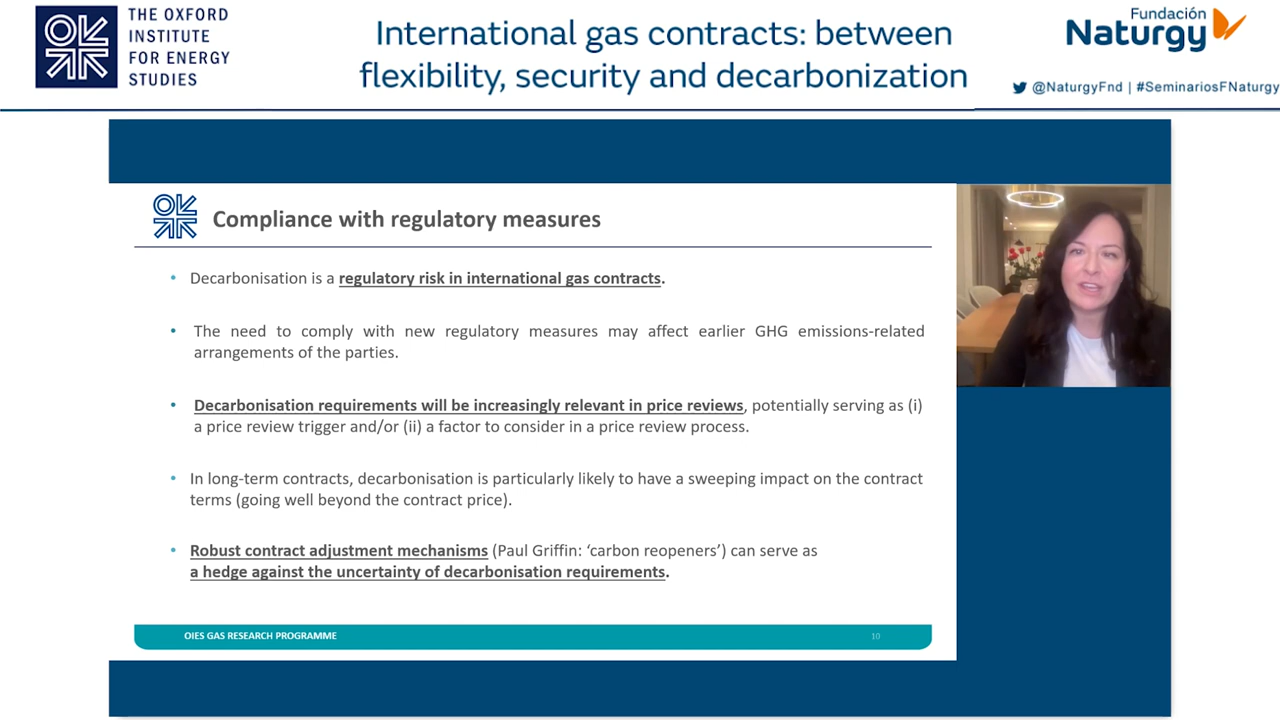 THE OXFORD
INSTITUTE
FOR ENERGY
STUDIES
International gas contracts: between
flexibility, security and decarbonization
Fundación
Naturgy
@NaturgyFnd | #SeminariosFNaturgy
Compliance with regulatory measures
• Decarbonisation is a regulatory risk in international gas contracts.
• The need to comply with new regulatory measures may affect earlier GHG emissions-related
arrangements of the parties.
• Decarbonisation requirements will be increasingly relevant in price reviews, potentially serving as (i)
a price review trigger and/or (ii) a factor to consider in a price review process.
• In long-term contracts, decarbonisation is particularly likely to have a sweeping impact on the contract
terms (going well beyond the contract price).
• Robust contract adjustment mechanisms (Paul Griffin: ‘carbon reopeners’) can serve as
a hedge against the uncertainty of decarbonisation requirements.
OIES GAS RESEARCH PROGRAMME 10